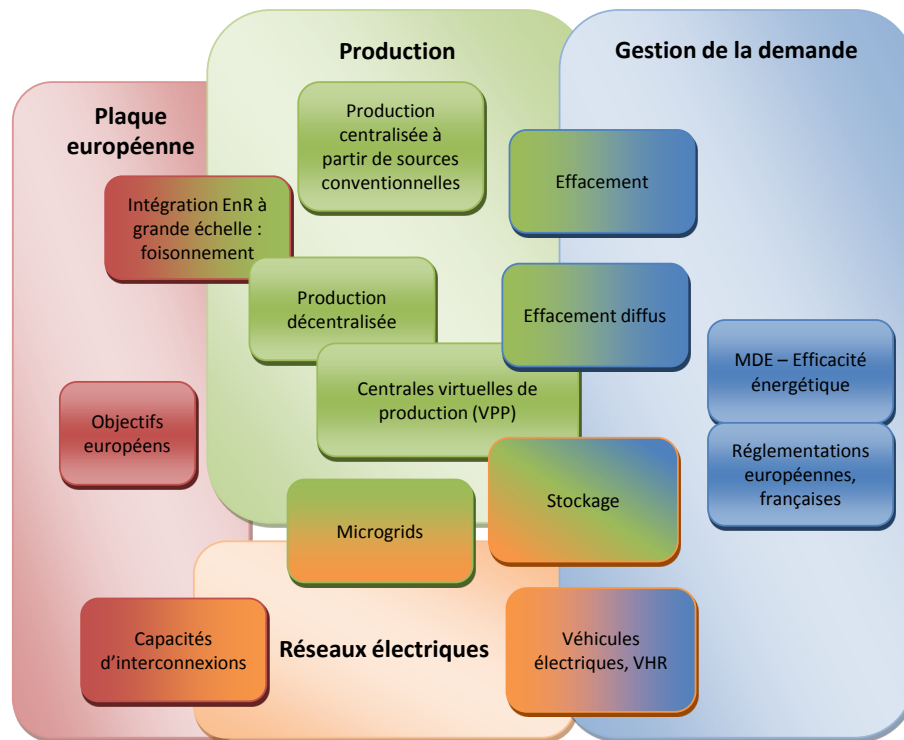 Production
Gestion de la demande
Plaque
européenne
Production
centralisée à
partir de sources
conventionnelles
Effacement
Intégration EnR à
grande échelle :
foisonnement
Production
décentralisée
Effacement diffus
MDE – Efficacité
énergétique
Centrales virtuelles de
production (VPP)
Objectifs
européens
Réglementations
européennes,
françaises
Stockage
Microgrids
Capacités
d’interconnexions
Réseaux électriques
Véhicules
électriques, VHR